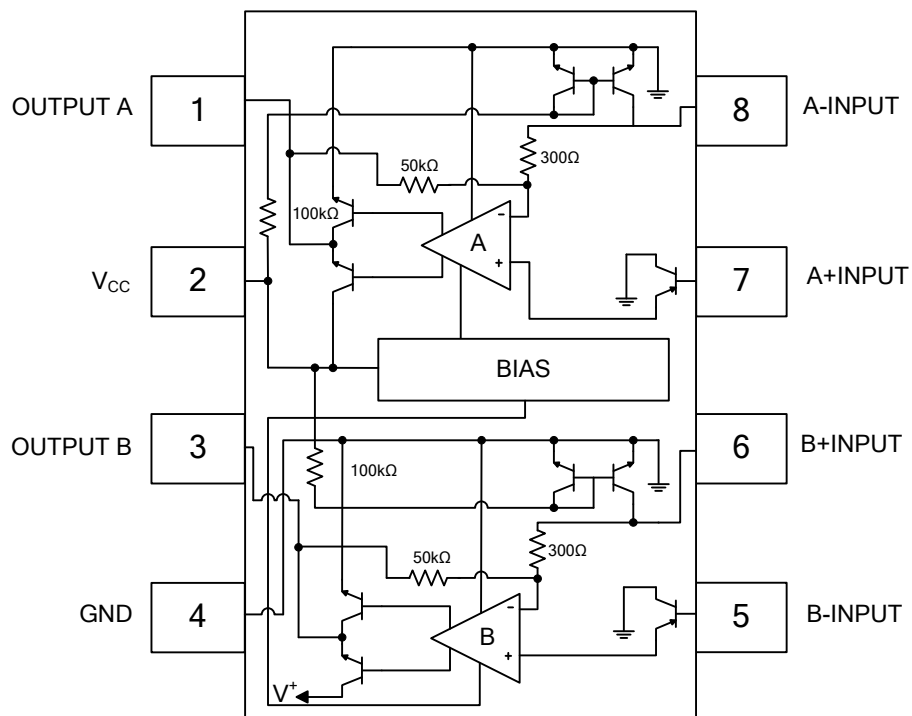 OUTPUT A
1
8
A-INPUT
300Ω
50kΩ
100kΩ
-
A
+
VCC
2
7
A+INPUT
BIAS
OUTPUT B
3
6
B+INPUT
100kΩ
300Ω
50kΩ
-
GND
4
5
B-INPUT
B
+
V+